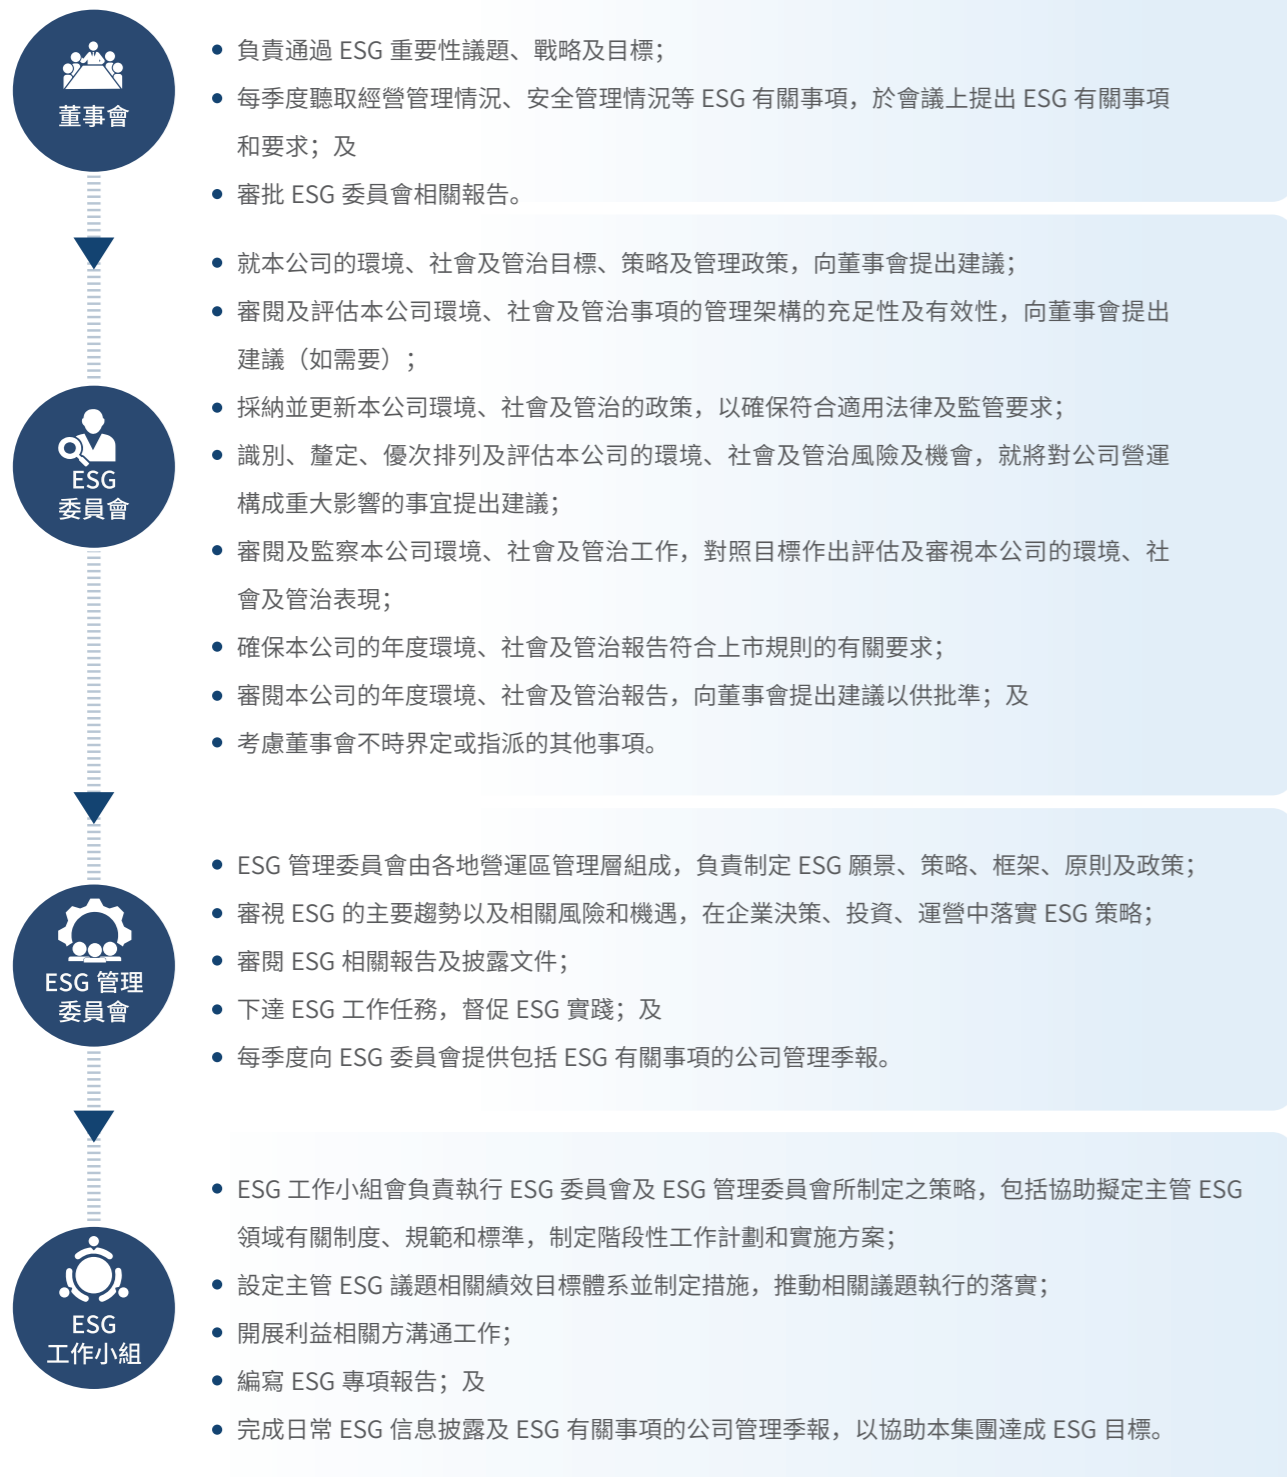 董事會
• 負責通過 ESG 重要性議題、戰略及目標；
• 每季度聽取經營管理情況、安全管理情況等 ESG 有關事項，於會議上提出 ESG 有關事項
和要求；及
• 審批 ESG 委員會相關報告。
ESG
委員會
• 就本公司的環境、社會及管治目標、策略及管理政策，向董事會提出建議；
• 審閱及評估本公司環境、社會及管治事項的管理架構的充足性及有效性，向董事會提出
建議（如需要）；
• 採納並更新本公司環境、社會及管治的政策，以確保符合適用法律及監管要求；
• 識別、釐定、優次排列及評估本公司的環境、社會及管治風險及機會，就將對公司營運
構成重大影響的事宜提出建議；
• 審閱及監察本公司環境、社會及管治工作，對照目標作出評估及審視本公司的環境、社
會及管治表現；
• 確保本公司的年度環境、社會及管治報告符合上市規則的有關要求；
• 審閱本公司的年度環境、社會及管治報告，向董事會提出建議以供批準；及
• 考慮董事會不時界定或指派的其他事項。
ESG 管理
委員會
• ESG 管理委員會由各地營運區管理層組成，負責制定 ESG 願景、策略、框架、原則及政策；
• 審視 ESG 的主要趨勢以及相關風險和機遇，在企業決策、投資、運營中落實 ESG 策略；
• 審閱 ESG 相關報告及披露文件；
• 下達 ESG 工作任務，督促 ESG 實踐；及
• 每季度向 ESG 委員會提供包括 ESG 有關事項的公司管理季報。
ESG
工作小組
• ESG 工作小組會負責執行 ESG 委員會及 ESG 管理委員會所制定之策略，包括協助擬定主管 ESG
領域有關制度、規範和標準，制定階段性工作計劃和實施方案；
• 設定主管 ESG 議題相關績效目標體系並制定措施，推動相關議題執行的落實；
• 開展利益相關方溝通工作；
• 編寫 ESG 專項報告；及
• 完成日常 ESG 信息披露及 ESG 有關事項的公司管理季報，以協助本集團達成 ESG 目標。